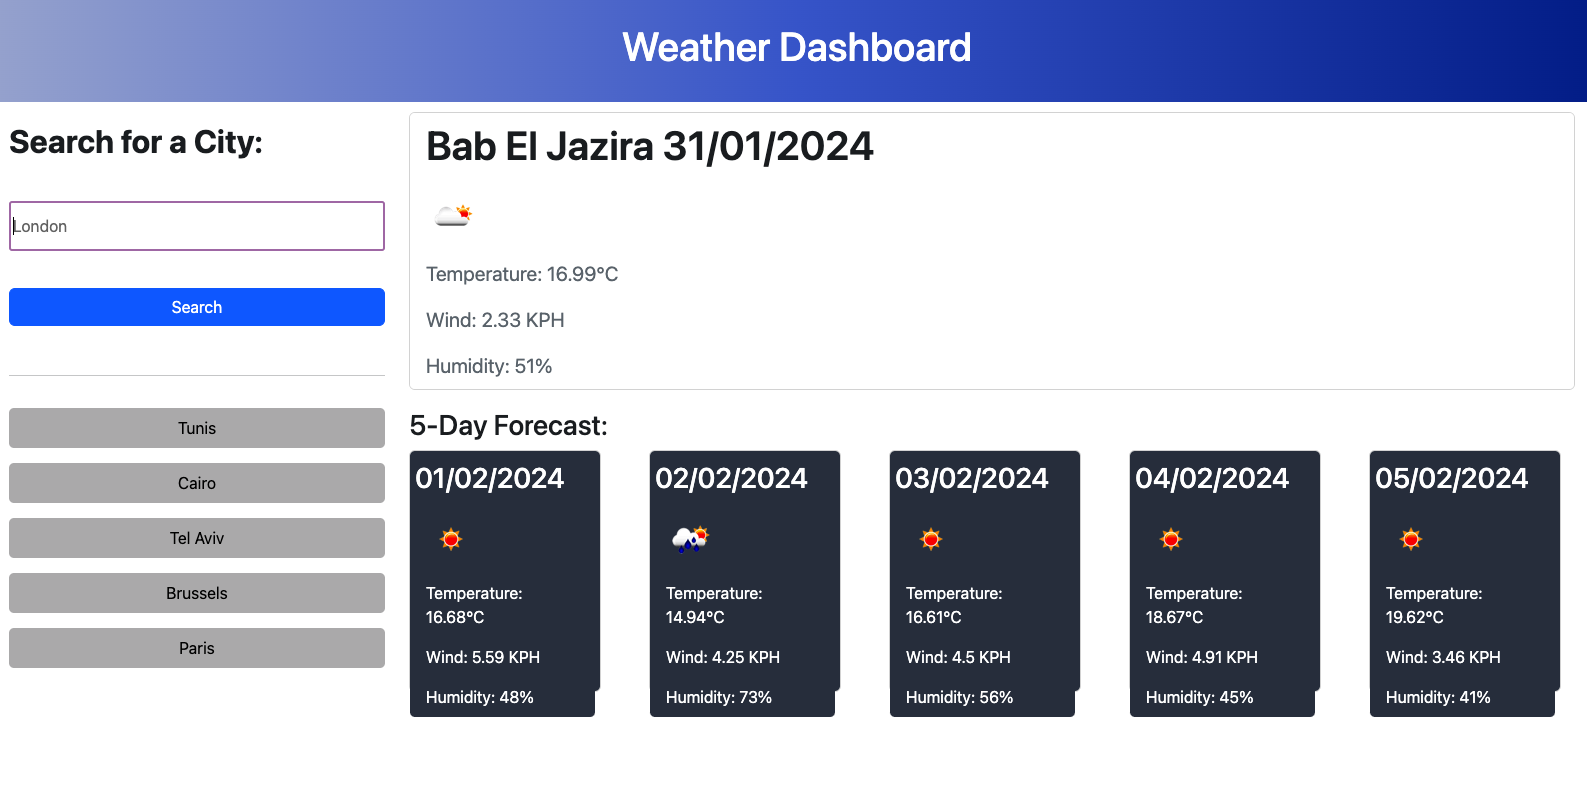 Weather Dashboard
Search for a City:
London
Search
Tunis
Cairo
Tel Aviv
Brussels
Paris
Bab El Jazira 31/01/2024
Temperature: 16.99°C
Wind: 2.33 KPH
Humidity: 51%
5-Day Forecast:
01/02/2024
Temperature:
16.68°C
Wind: 5.59 KPH
Humidity: 48%
02/02/2024
Temperature:
14.94°C
Wind: 4.25 KPH
Humidity: 73%
03/02/2024
Temperature:
16.61°C
Wind: 4.5 KPH
Humidity: 56%
04/02/2024
Temperature:
18.67°C
Wind: 4.91 KPH
Humidity: 45%
05/02/2024
Temperature:
19.62°C
Wind: 3.46 KPH
Humidity: 41%